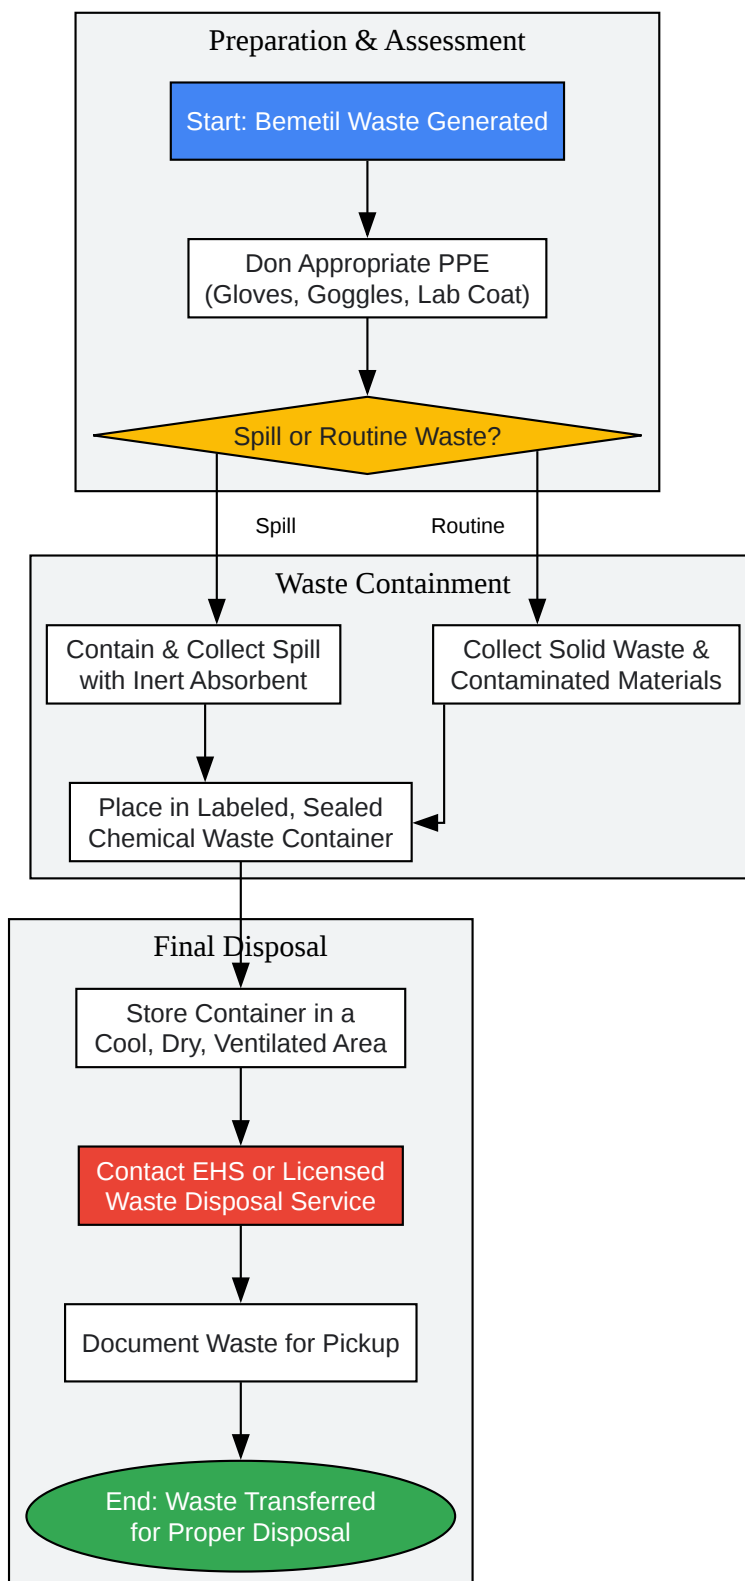 Preparation & Assessment
Start: Bemetil Waste Generated
Don Appropriate PPE
(Gloves, Goggles, Lab Coat)
Spill or Routine Waste?
Spill
Routine
Waste Containment
Contain & Collect Spill
with Inert Absorbent
Collect Solid Waste &
Contaminated Materials
Place in Labeled, Sealed
Chemical Waste Container
Final Disposal
Store Container in a
Cool, Dry, Ventilated Area
Contact EHS or Licensed
Waste Disposal Service
Document Waste for Pickup
End: Waste Transferred
for Proper Disposal